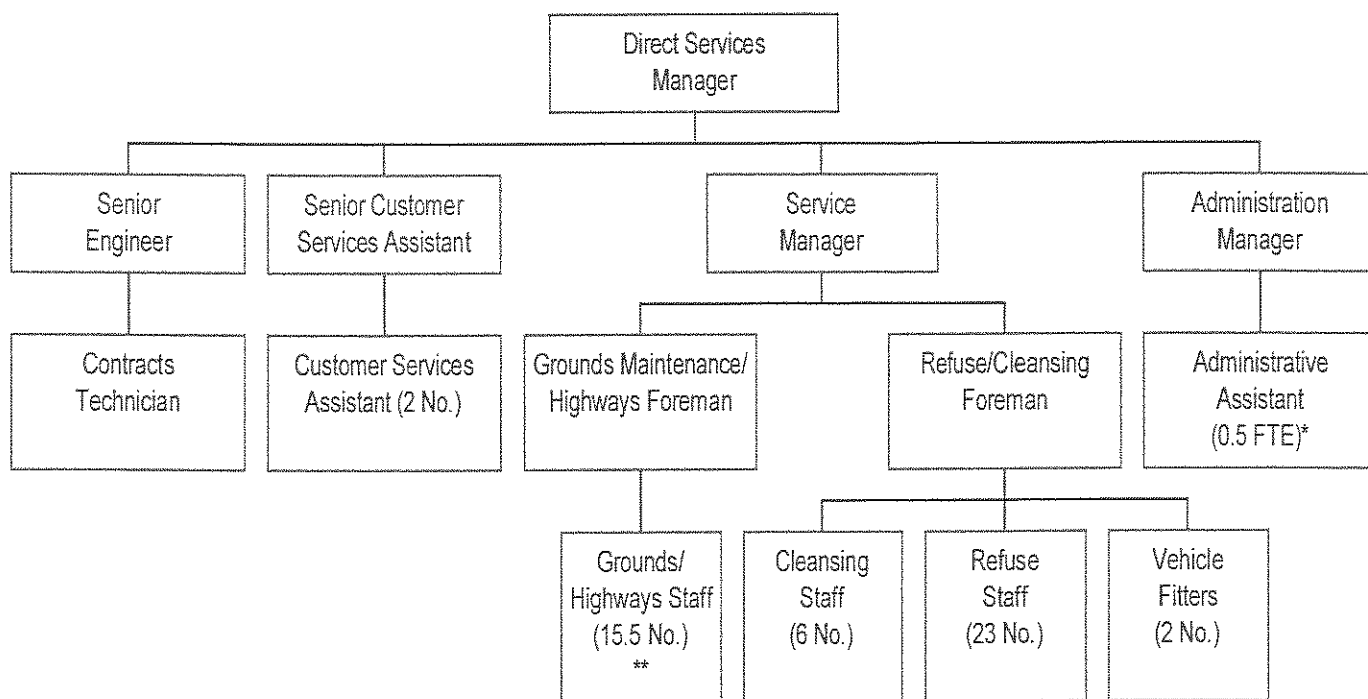 Direct Services
Manager
Senior
Engineer
Senior Customer
Services Assistant
Service
Manager
Administration
Manager
Contracts
Technician
Customer Services
Assistant (2 No.)
Grounds Maintenance/
Highways Foreman
Refuse/Cleansing
Foreman
Administrative
Assistant
(0.5 FTE)*
Grounds/
Highways Staff
(15.5 No.)
**
Cleansing
Staff
(6 No.)
Refuse
Staff
(23 No.)
Vehicle
Fitters
(2 No.)